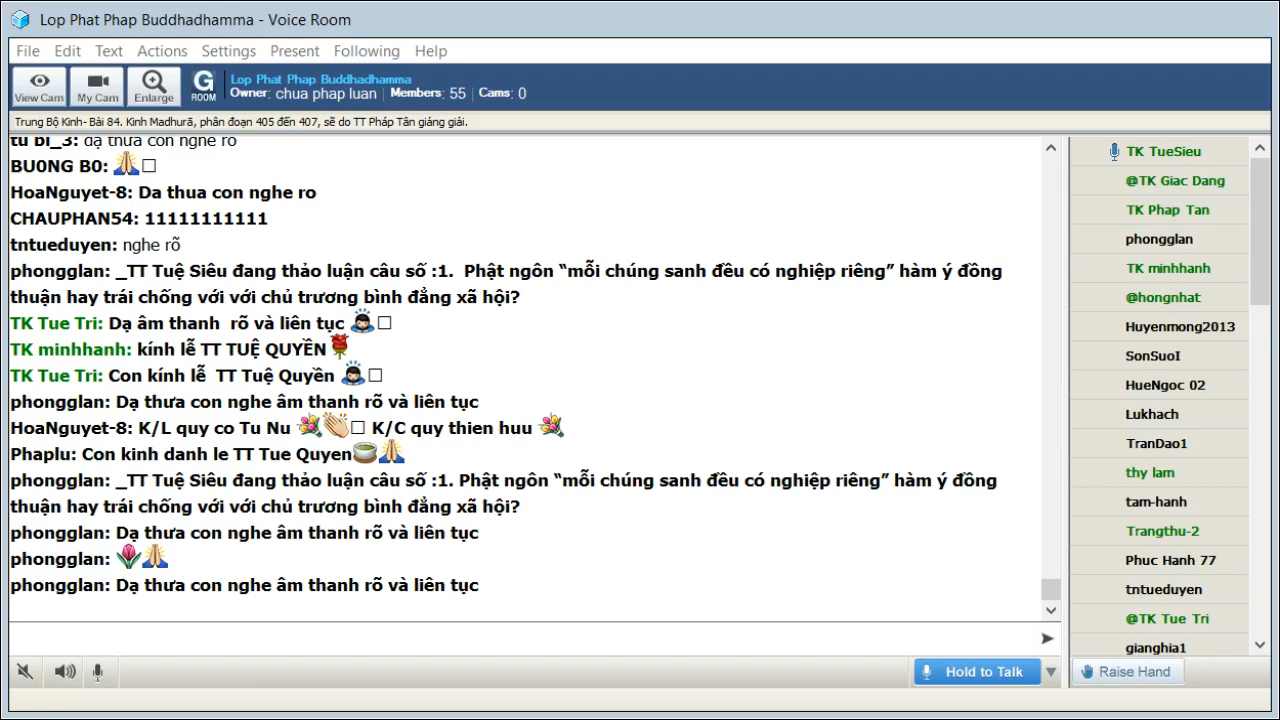 Lop Phat Phap Buddhadhamma - Voice Room
File Edit Text Actions Settings Present Following Help
View Cam
My Cam
Enlarge
G ROOM
Lop Phat Phap Buddhadhamma
Owner: chua phap luan | Members: 55 | Cams: 0
Trung Bộ Kinh- Bài 84. Kinh Madhurā, phân đoạn 405 đến 407, sẽ do TT Pháp Tân giảng giải.
tu bi_3: dạ thưa con nghe rõ
BU0NG B0:
HoaNguyet-8: Da thua con nghe ro
CHAUPHAN54: 11111111111
tntueduyen: nghe rõ
phongglan: _TT Tuệ Siêu đang thảo luận câu số :1. Phật ngôn “mỗi chúng sanh đều có nghiệp riêng” hàm ý đồng
thuận hay trái chống với với chủ trương bình đẳng xã hội?
TK Tue Tri: Dạ âm thanh rõ và liên tục
TK minhhanh: kính lễ TT TUỆ QUYỀN
TK Tue Tri: Con kính lễ TT Tuệ Quyền
phongglan: Dạ thưa con nghe âm thanh rõ và liên tục
HoaNguyet-8: K/L quy co Tu Nu K/C quy thien huu
Phaplu: Con kinh danh le TT Tue Quyen
phongglan: _TT Tuệ Siêu đang thảo luận câu số :1. Phật ngôn “mỗi chúng sanh đều có nghiệp riêng” hàm ý đồng
thuận hay trái chống với với chủ trương bình đẳng xã hội?
phongglan: Dạ thưa con nghe âm thanh rõ và liên tục
phongglan:
phongglan: Dạ thưa con nghe âm thanh rõ và liên tục
TK TueSieu
@TK Giac Dang
TK Phap Tan
phongglan
TK minhhanh
@hongnhat
Huyenmong2013
SonSuoI
HueNgoc 02
Lukhach
TranDao1
thy lam
tam-hanh
Trangthu-2
Phuc Hanh 77
tntueduyen
@TK Tue Tri
gianghia1
Hold to Talk
Raise Hand